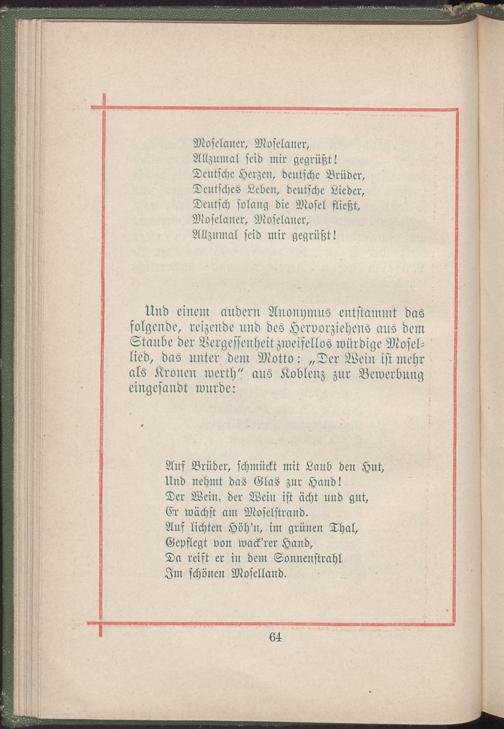 Moselaner, Moselaner,
Allzumal seid mir gegrüßt!
Deutsche Herzen, deutsche Brüder,
Deutsches Leben, deutsche Lieder,
Deutsch solang die Mosel fließt,
Moselaner, Moselaner,
Allzumal seid mir gegrüßt!
Und einem andern Anonymus entstammt das
folgende, reizende und des Hervorziehens aus dem
Staube der Vergessenheit zweifellos würdige Mosel-
lied, das unter dem Motto: „Der Wein ist mehr
als Kronen werth“ aus Koblenz zur Bewerbung
eingesandt wurde:
Auf Brüder, schmückt mit Laub den Hut,
Und nehmt das Glas zur Hand!
Der Wein, der Wein ist ächt und gut,
Er wächst am Moselstrand.
Auf lichten Höh'n, im grünen Thal,
Gepflegt von wack'rer Hand,
Da reift er in dem Sonnenstrahl
Im schönen Moselland.
64